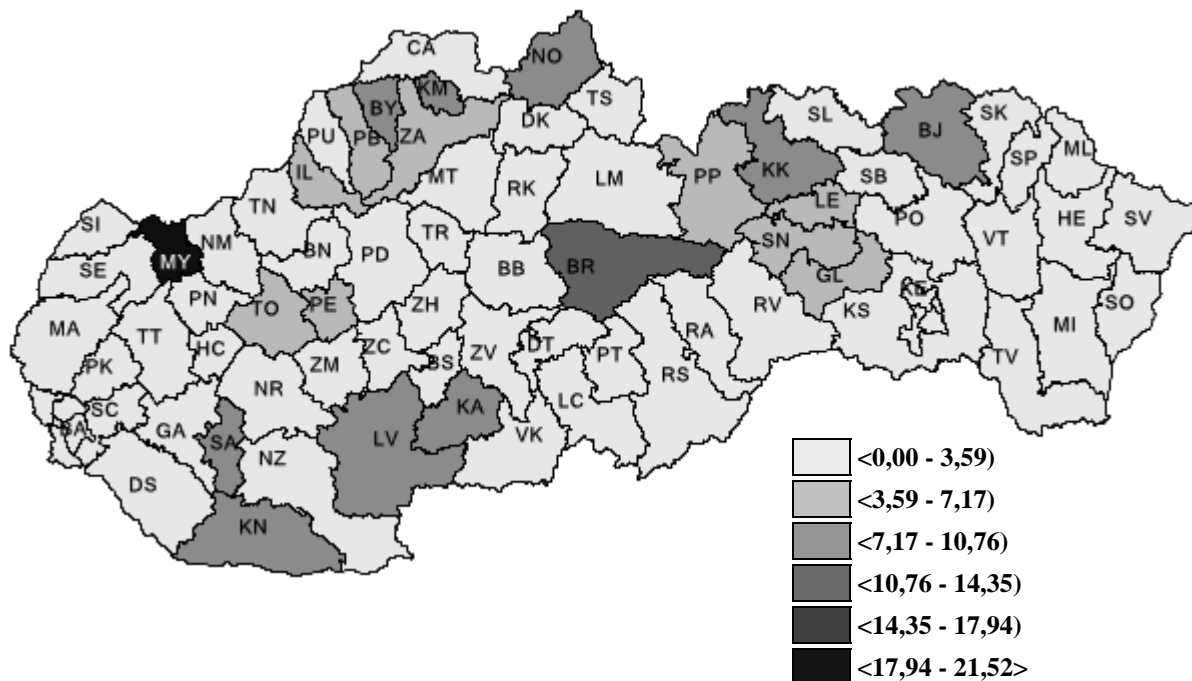 CA
NO
KM
BY
TS
PU
PB
ZA
DK
SL
BJ
SK
ML
SP
IL
MT
RK
LM
PP
KK
SB
LE
PO
HE
SV
VT
SI
TN
NM
MY
SE
BN
PD
TR
BB
BR
SN
GL
PN
TO
PE
ZH
RV
KS
KE
SO
MA
TT
HC
ZM
ZC
BS
ZV
DT
PT
RA
RS
MI
TV
PK
NR
LC
SC
KA
BA
GA
SA
LV
VK
NZ
DS
KN
<0,00 - 3,59)
<3,59 - 7,17)
<7,17 - 10,76)
<10,76 - 14,35)
<14,35 - 17,94)
<17,94 - 21,52>